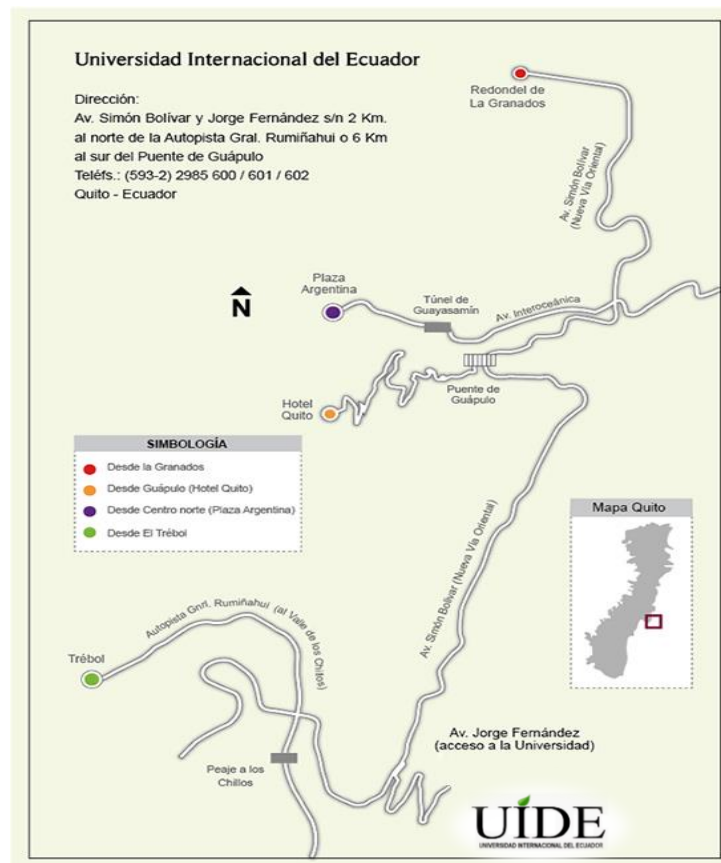 Universidad Internacional del Ecuador
Dirección:
Av. Simón Bolívar y Jorge Fernández s/n 2 Km.
al norte de la Autopista Gral. Rumiñahui o 6 Km
al sur del Puente de Guápulo
Teléfs.: (593-2) 2985 600 / 601 / 602
Quito - Ecuador
Redondel de
La Granados
Av. Simón Bolívar
(Nueva Vía Oriental)
Plaza
Argentina
N
Túnel de
Guayasamín
Av. Interoceánica
Puente de
Guápulo
Hotel
Quito
SIMBOLOGÍA
Desde la Granados
Desde Guápulo (Hotel Quito)
Desde Centro norte (Plaza Argentina)
Desde El Trébol
Mapa Quito
Av. Simón Bolívar (Nueva Vía Oriental)
Autopista Gnrl. Rumiñahui (al Valle de los Chillos)
Trébol
Av. Jorge Fernández
(acceso a la Universidad)
Peaje a los
Chillos
UIDE
UNIVERSIDAD INTERNACIONAL DEL ECUADOR